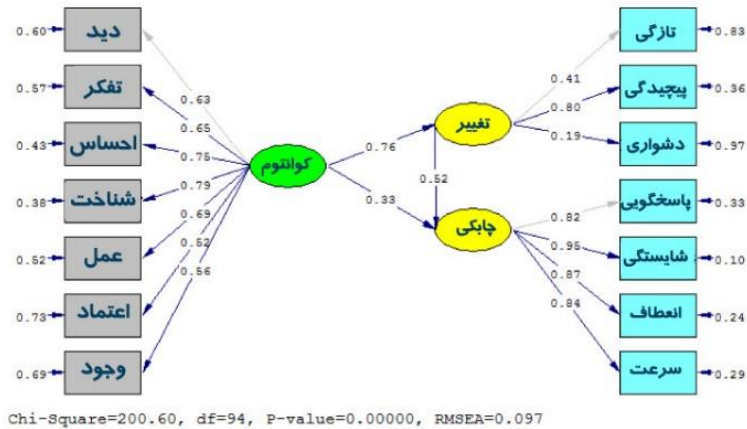 0.60
دید
0.57
تفکر
0.43
احساس
0.38
شناخت
0.52
عمل
0.73
اعتماد
0.69
وجود
0.63
0.65
0.75
0.79
0.69
0.52
0.56
کوانتوم
0.76
0.33
تغییر
0.52
چابکی
0.41
0.80
0.19
0.82
0.95
0.87
0.84
تازگی
0.83
پیچیدگی
0.36
دشواری
0.97
پاسخگویی
0.33
شایستگی
0.10
انعطاف
0.24
سرعت
0.29
Chi-Square=200.60, df=94, P-value=0.00000, RMSEA=0.097